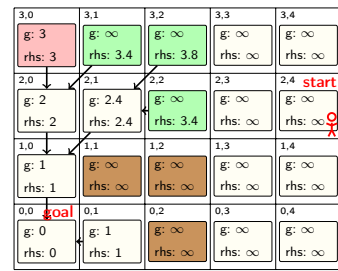 3,0 3,1 3,2 3,3 3,4
g: 3 g: ∞ g: ∞ g: ∞ g: ∞
rhs: 3 rhs: 3.4 rhs: 3.8 rhs: ∞ rhs: ∞
2,0 2,1 2,2 2,3 2,4 start
g: 2 g: 2.4 g: ∞ g: ∞ g: ∞
rhs: 2 rhs: 2.4 rhs: 3.4 rhs: ∞ rhs: ∞
1,0 1,1 1,2 1,3 1,4
g: 1 g: ∞ g: ∞ g: ∞ g: ∞
rhs: 1 rhs: ∞ rhs: ∞ rhs: ∞ rhs: ∞
0,0 goal 0,1 0,2 0,3 0,4
g: 0 g: 1 g: ∞ g: ∞ g: ∞
rhs: 0 rhs: 1 rhs: ∞ rhs: ∞ rhs: ∞